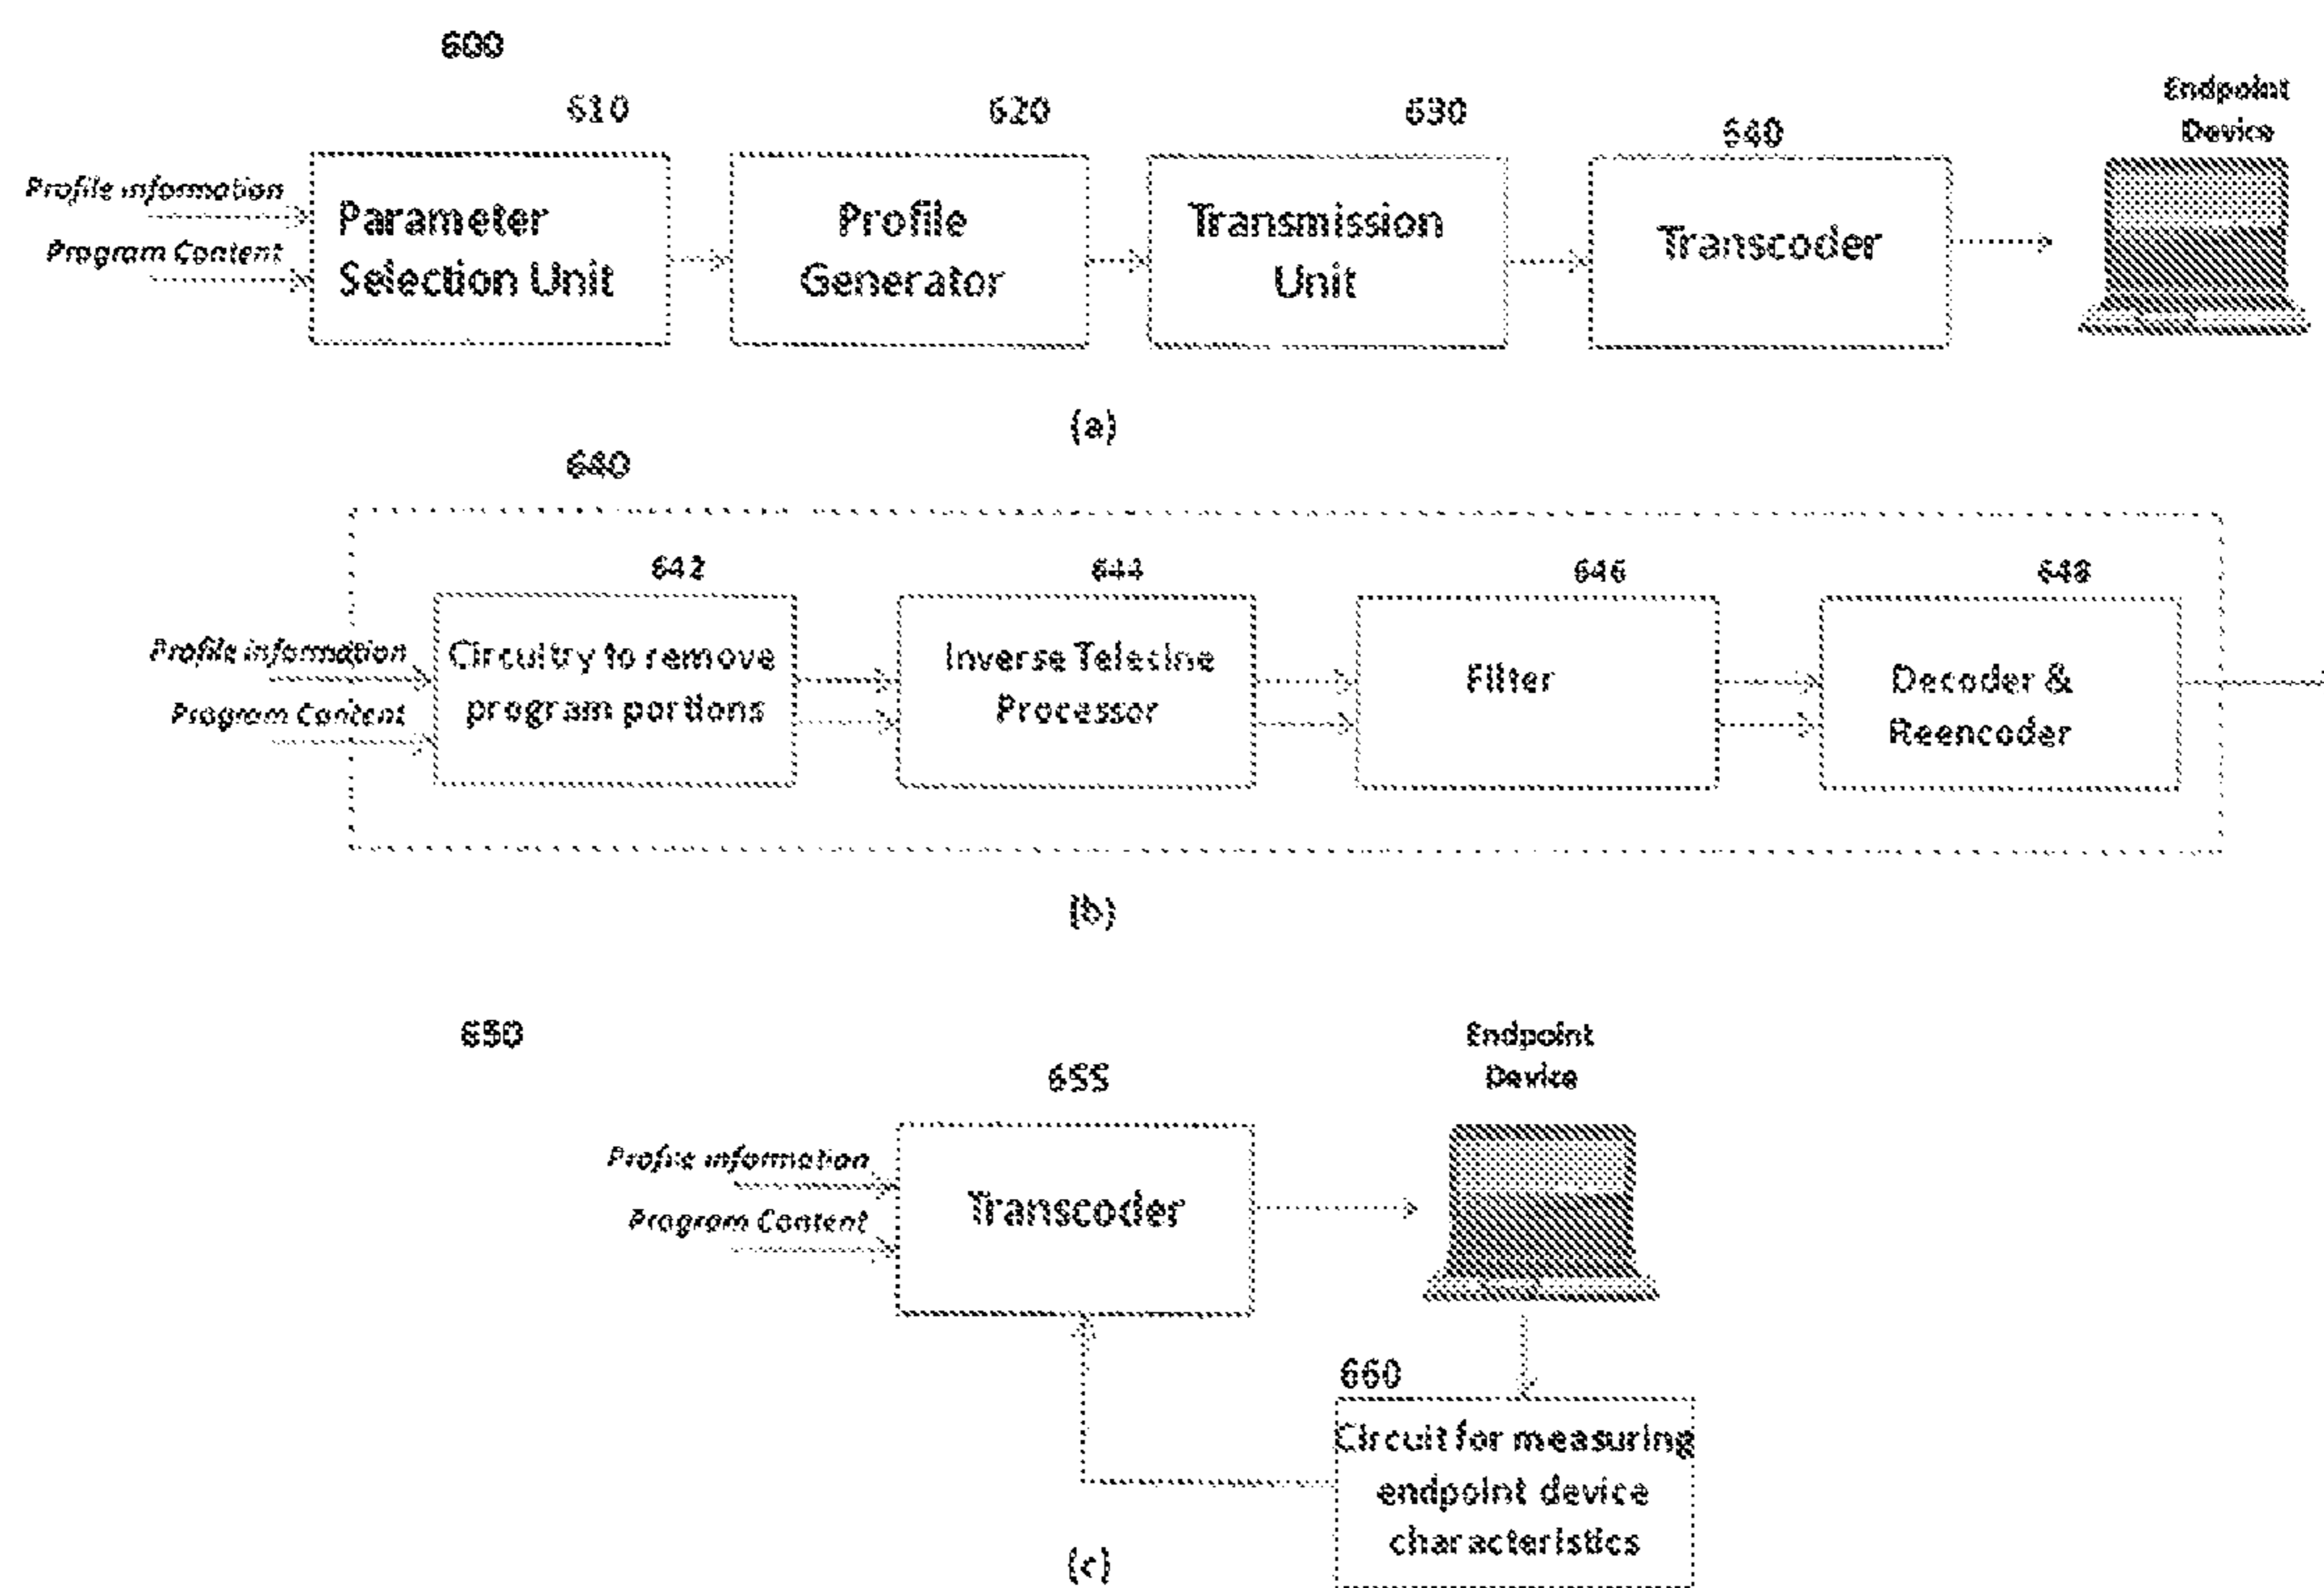 600
610
620
630
640
Endpoint
Device
Profile information
Program Content
Parameter
Selection Unit
Profile
Generator
Transmission
Unit
Transcoder
(a)
640
642
644
646
648
Profile information
Program Content
Circuitry to remove
program portions
Inverse Telecine
Processor
Filter
Decoder &
Reencoder
(b)
650
655
Endpoint
Device
Profile information
Program Content
Transcoder
660
Circuit for measuring
endpoint device
characteristics
(c)